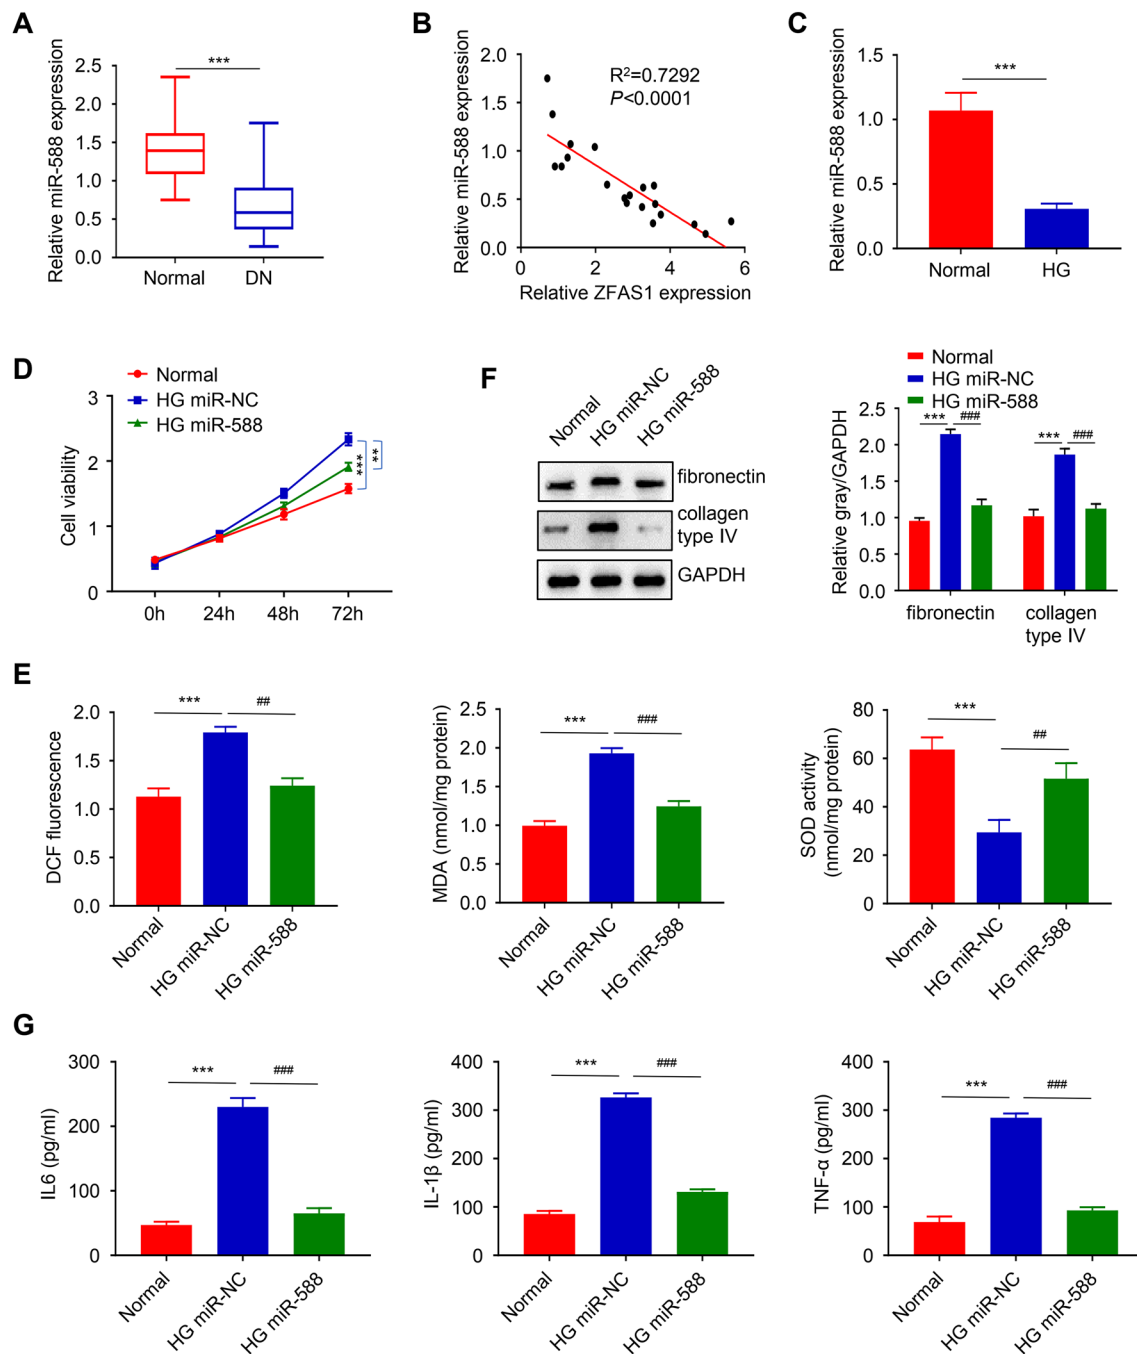 A
Relative miR-588 expression
2.5
2.0
1.5
1.0
0.5
0.0
***
Normal
DN
B
Relative miR-588 expression
2.0
1.5
1.0
0.5
0.0
R²=0.7292
P<0.0001
0
2
4
6
Relative ZFAS1 expression
C
Relative miR-588 expression
1.5
1.0
0.5
0.0
***
Normal
HG
D
Normal
HG miR-NC
HG miR-588
Cell viability
3
2
1
0
***
**
0h
24h
48h
72h
F
Normal
HG miR-NC
HG miR-588
fibronectin
collagen
type IV
GAPDH
Normal
HG miR-NC
HG miR-588
Relative gray/GAPDH
2.5
2.0
1.5
1.0
0.5
0.0
***
###
***
###
fibronectin
collagen
type IV
E
DCF fluorescence
2.0
1.5
1.0
0.5
0.0
***
##
Normal
HG miR-NC
HG miR-588
MDA (nmol/mg protein)
2.5
2.0
1.5
1.0
0.5
0.0
***
###
Normal
HG miR-NC
HG miR-588
SOD activity
(nmol/mg protein)
80
60
40
20
0
***
##
Normal
HG miR-NC
HG miR-588
G
IL6 (pg/ml)
300
200
100
0
***
###
Normal
HG miR-NC
HG miR-588
IL-1β (pg/ml)
400
300
200
100
0
***
###
Normal
HG miR-NC
HG miR-588
TNF-α (pg/ml)
400
300
200
100
0
***
###
Normal
HG miR-NC
HG miR-588